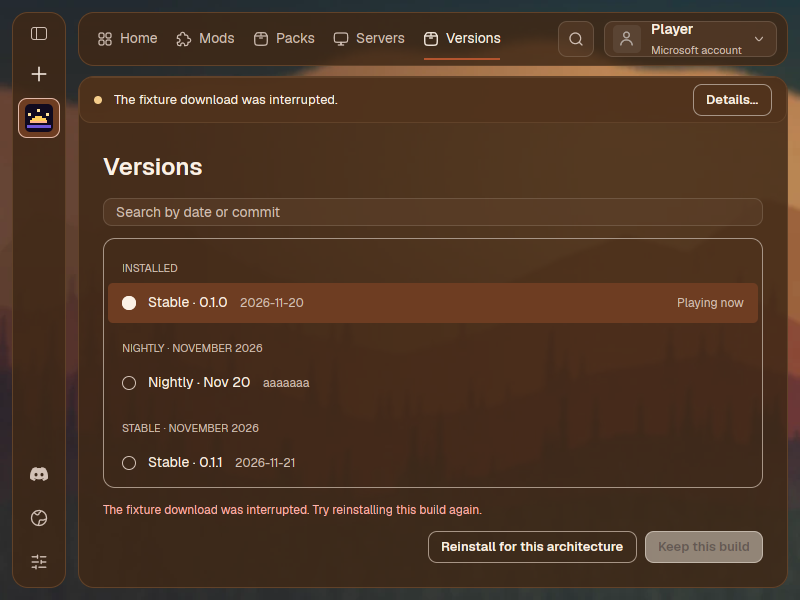 Home
Mods
Packs
Servers
Versions
Player
Microsoft account
The fixture download was interrupted.
Details...
Versions
Search by date or commit
INSTALLED
Stable · 0.1.0 2026-11-20 Playing now
NIGHTLY · NOVEMBER 2026
Nightly · Nov 20 aaaaaaa
STABLE · NOVEMBER 2026
Stable · 0.1.1 2026-11-21
The fixture download was interrupted. Try reinstalling this build again.
Reinstall for this architecture
Keep this build